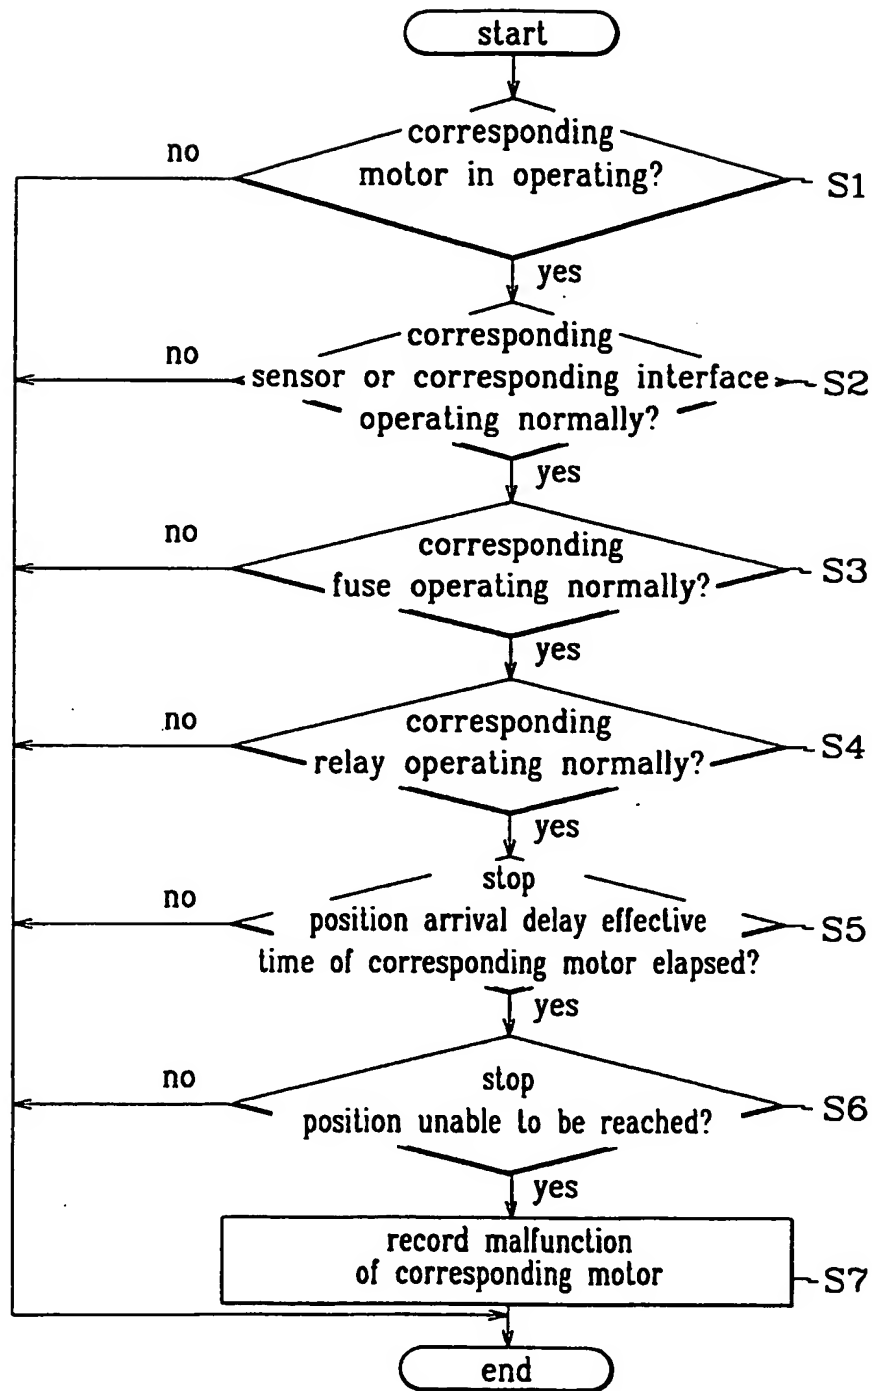 start
corresponding
motor in operating?
no
S1
yes
corresponding
no
sensor or corresponding interface
S2
operating normally?
yes
no
corresponding
fuse operating normally?
S3
yes
no
corresponding
relay operating normally?
S4
yes
stop
no
position arrival delay effective
S5
time of corresponding motor elapsed?
yes
no
stop
position unable to be reached?
S6
yes
record malfunction
of corresponding motor
S7
end